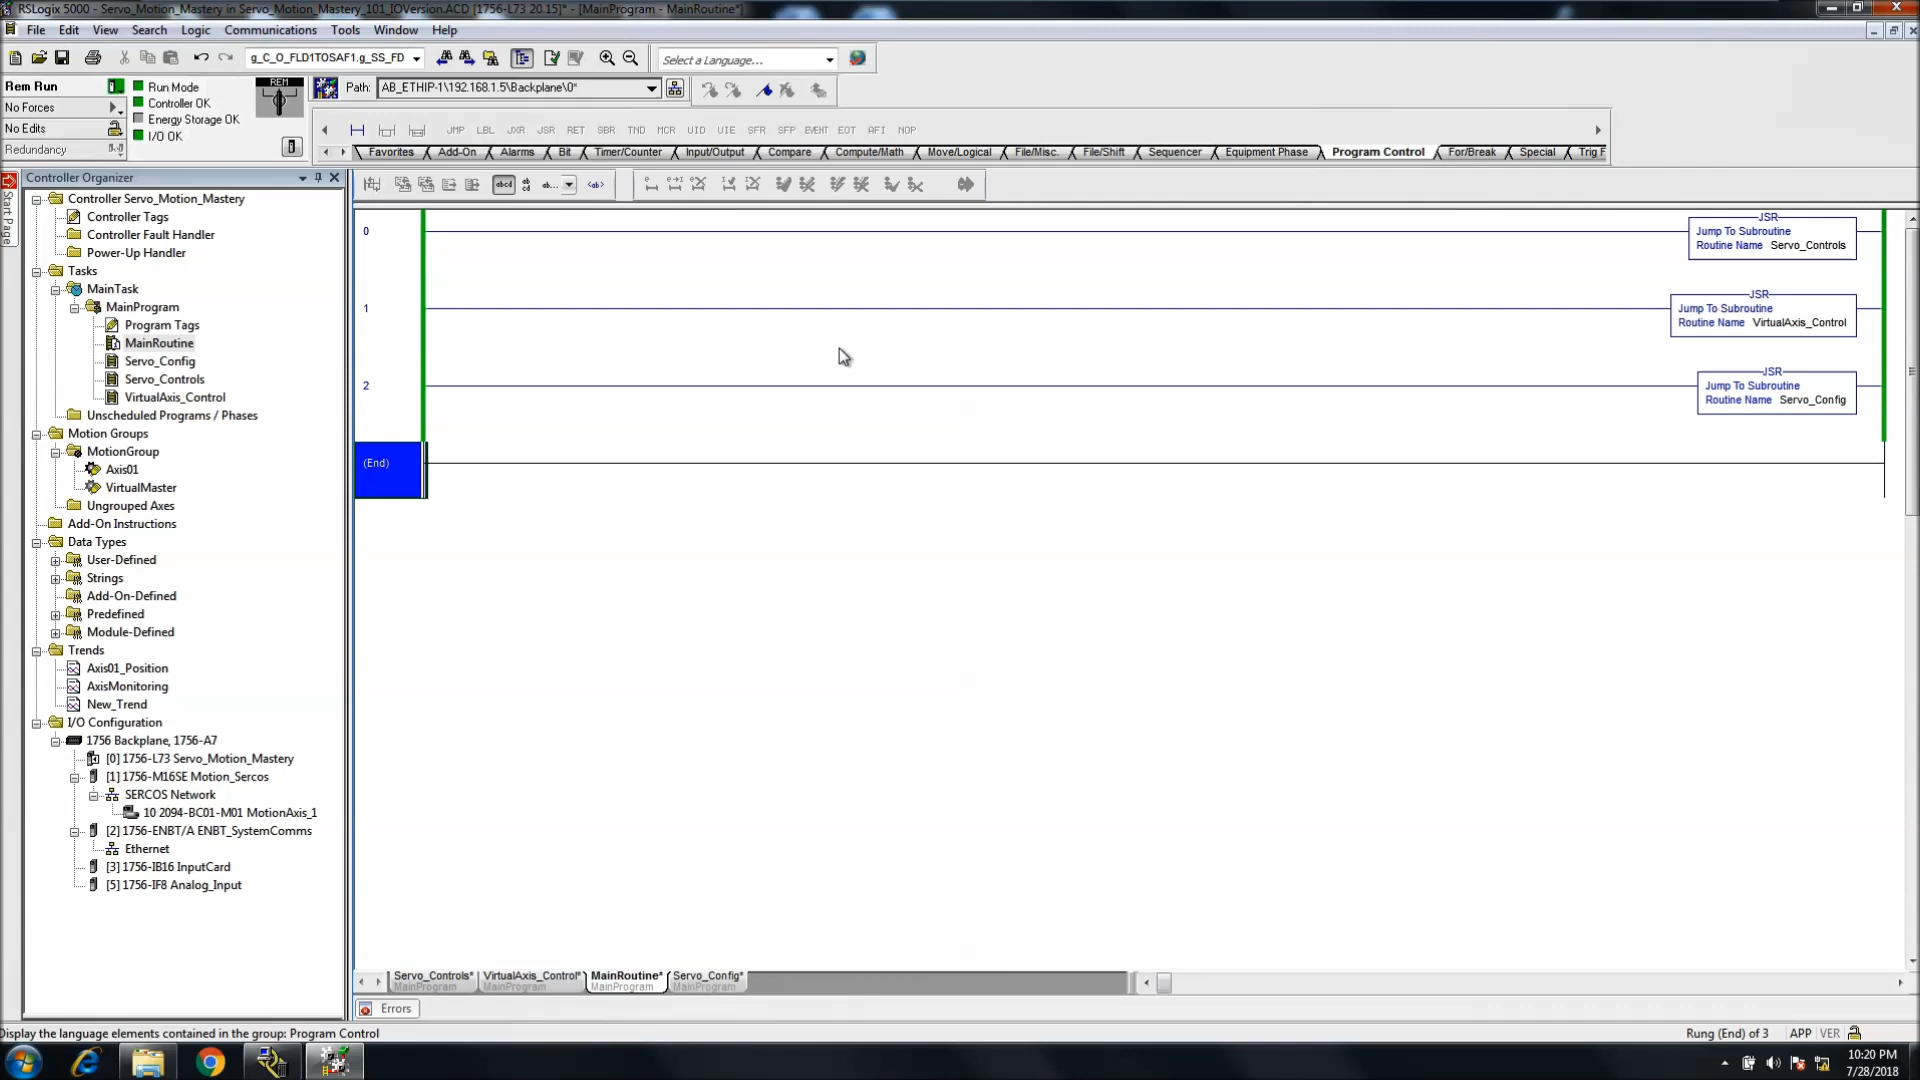 RSLogix 5000 - Servo_Motion_Mastery in Servo_Motion_Mastery_101_IOVersion.ACD [1756-L73 20.15]* - [MainProgram - MainRoutine*]
File Edit View Search Logic Communications Tools Window Help
g_C_O_FLD1TOSAF1.g_SS_FD
Select a Language...
Rem Run
No Forces
No Edits
Redundancy
Run Mode
Controller OK
Energy Storage OK
I/O OK
REM
Path: AB_ETHIP-1\192.168.1.5\Backplane\0*
JMP LBL JXR JSR RET SBR TND MCR UID UIE SFR SFP EVENT EOT AFI NOP
Favorites Add-On Alarms Bit Timer/Counter Input/Output Compare Compute/Math Move/Logical File/Misc. File/Shift Sequencer Equipment Phase Program Control For/Break Special Trig F
Start Page
Controller Organizer
Controller Servo_Motion_Mastery
Controller Tags
Controller Fault Handler
Power-Up Handler
Tasks
MainTask
MainProgram
Program Tags
MainRoutine
Servo_Config
Servo_Controls
VirtualAxis_Control
Unscheduled Programs / Phases
Motion Groups
MotionGroup
Axis01
VirtualMaster
Ungrouped Axes
Add-On Instructions
Data Types
User-Defined
Strings
Add-On-Defined
Predefined
Module-Defined
Trends
Axis01_Position
AxisMonitoring
New_Trend
I/O Configuration
1756 Backplane, 1756-A7
[0] 1756-L73 Servo_Motion_Mastery
[1] 1756-M16SE Motion_Sercos
SERCOS Network
10 2094-BC01-M01 MotionAxis_1
[2] 1756-ENBT/A ENBT_SystemComms
Ethernet
[3] 1756-IB16 InputCard
[5] 1756-IF8 Analog_Input
abcd ab cd ab... <ab>
0
JSR
Jump To Subroutine
Routine Name Servo_Controls
1
JSR
Jump To Subroutine
Routine Name VirtualAxis_Control
2
JSR
Jump To Subroutine
Routine Name Servo_Config
(End)
Servo_Controls* VirtualAxis_Control* MainRoutine* Servo_Config*
MainProgram MainProgram MainProgram MainProgram
Errors
Display the language elements contained in the group: Program Control
Rung (End) of 3 APP VER
10:20 PM
7/28/2018